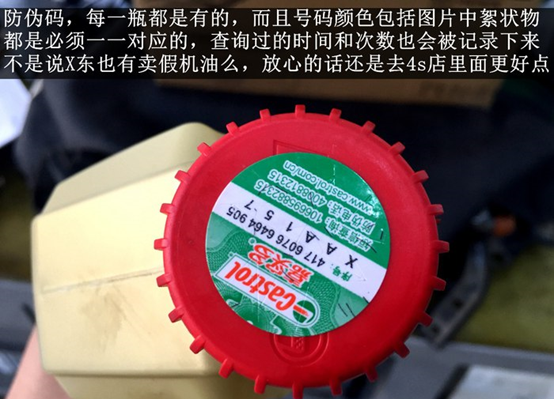 防伪码，每一瓶都是有的，而且号码颜色包括图片中絮状物
都是必须一一对应的，查询过的时间和次数也会被记录下来
不是说X东也有卖假机油么，放心的话还是去4s店里面更好点
Castrol
嘉实多
序号: 417 6076 6464 905
X A A 1 5 7
防伪电话: 4008812315
www.castrol.com/cn